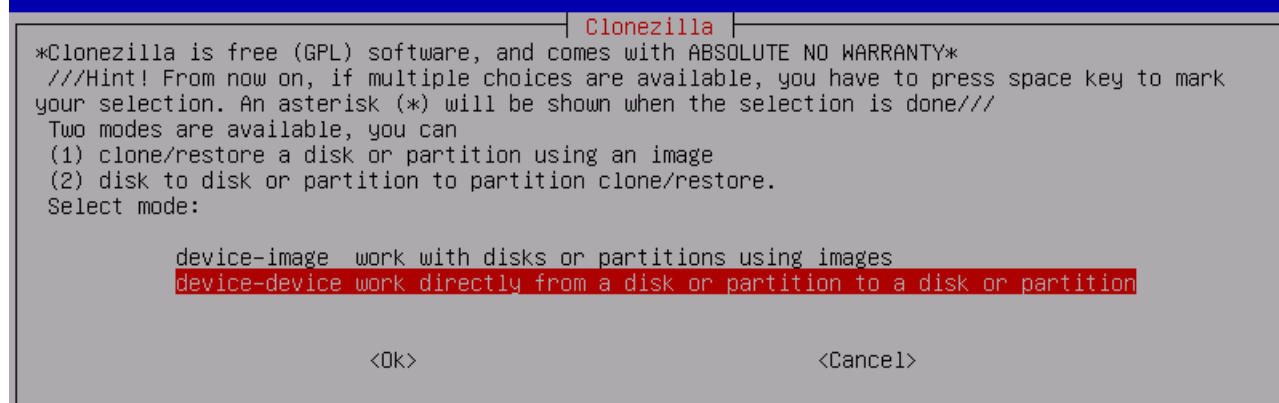 Clonezilla
*Clonezilla is free (GPL) software, and comes with ABSOLUTE NO WARRANTY*
///Hint! From now on, if multiple choices are available, you have to press space key to mark
your selection. An asterisk (*) will be shown when the selection is done///
Two modes are available, you can
(1) clone/restore a disk or partition using an image
(2) disk to disk or partition to partition clone/restore.
Select mode:
device-image work with disks or partitions using images
device-device work directly from a disk or partition to a disk or partition
<Ok> <Cancel>